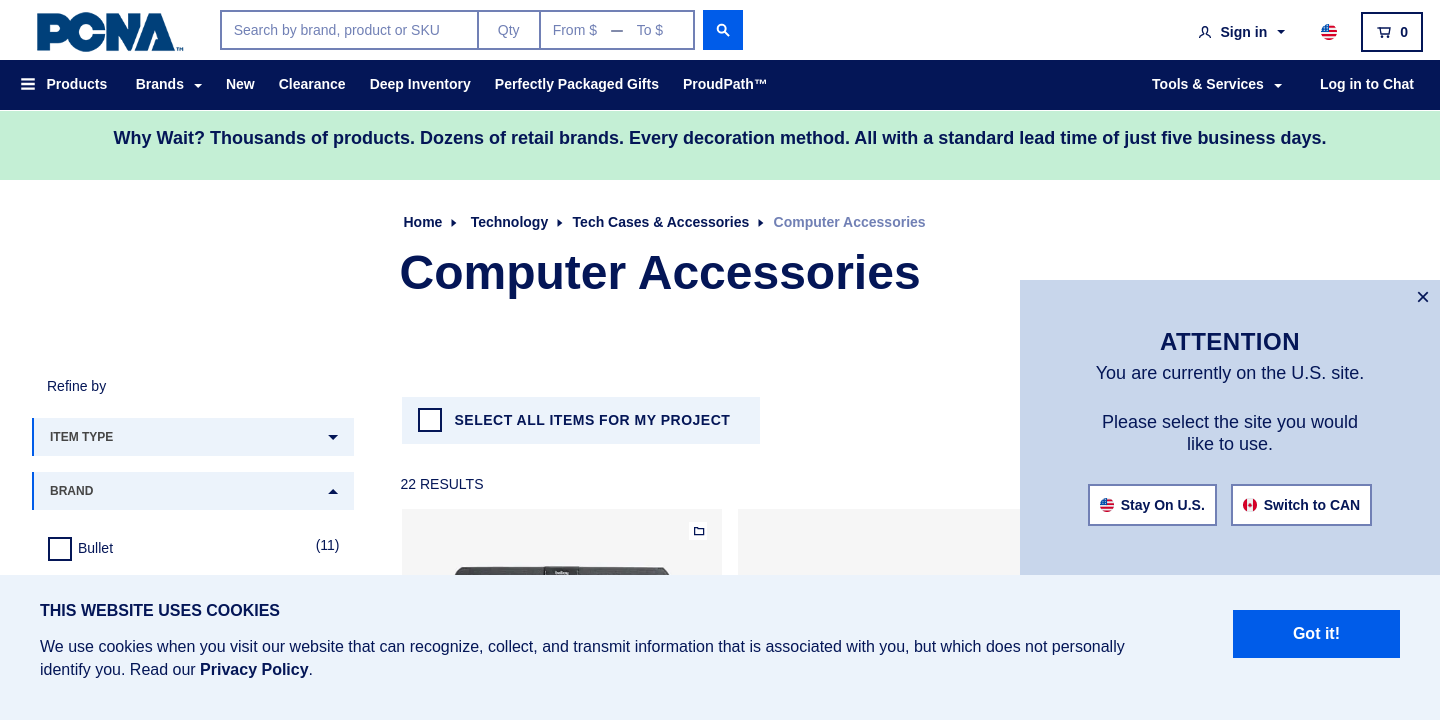 PCNA™
Search by brand, product or SKU
Qty
From $ — To $
Sign in
0
Products
Brands
New
Clearance
Deep Inventory
Perfectly Packaged Gifts
ProudPath™
Tools & Services
Log in to Chat
Why Wait? Thousands of products. Dozens of retail brands. Every decoration method. All with a standard lead time of just five business days.
Home
Technology
Tech Cases & Accessories
Computer Accessories
Computer Accessories
ATTENTION
You are currently on the U.S. site.
Please select the site you would
like to use.
Stay On U.S.
Switch to CAN
Refine by
ITEM TYPE
BRAND
Bullet
(11)
SELECT ALL ITEMS FOR MY PROJECT
22 RESULTS
THIS WEBSITE USES COOKIES
We use cookies when you visit our website that can recognize, collect, and transmit information that is associated with you, but which does not personally
identify you. Read our Privacy Policy.
Got it!